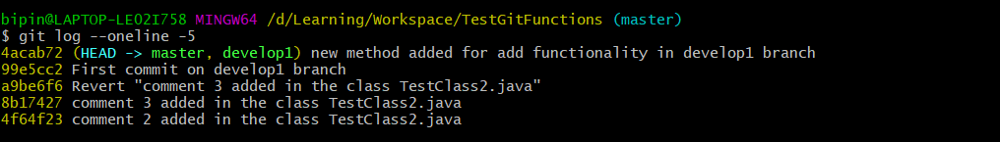 bipin@LAPTOP-LE02I758 MINGW64 /d/Learning/Workspace/TestGitFunctions (master)
$ git log --oneline -5
4acab72 (HEAD -> master, develop1) new method added for add functionality in develop1 branch
99e5cc2 First commit on develop1 branch
a9be6f6 Revert "comment 3 added in the class TestClass2.java"
8b17427 comment 3 added in the class TestClass2.java
4f64f23 comment 2 added in the class TestClass2.java